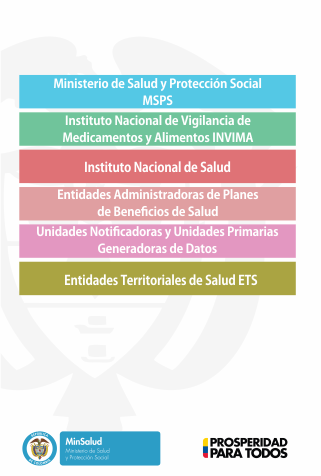 Ministerio de Salud y Protección Social
MSPS
Instituto Nacional de Vigilancia de
Medicamentos y Alimentos INVIMA
Instituto Nacional de Salud
Entidades Administradoras de Planes
de Beneficios de Salud
Unidades Notificadoras y Unidades Primarias
Generadoras de Datos
Entidades Territoriales de Salud ETS
MinSalud
Ministerio de Salud
y Protección Social
PROSPERIDAD
PARA TODOS